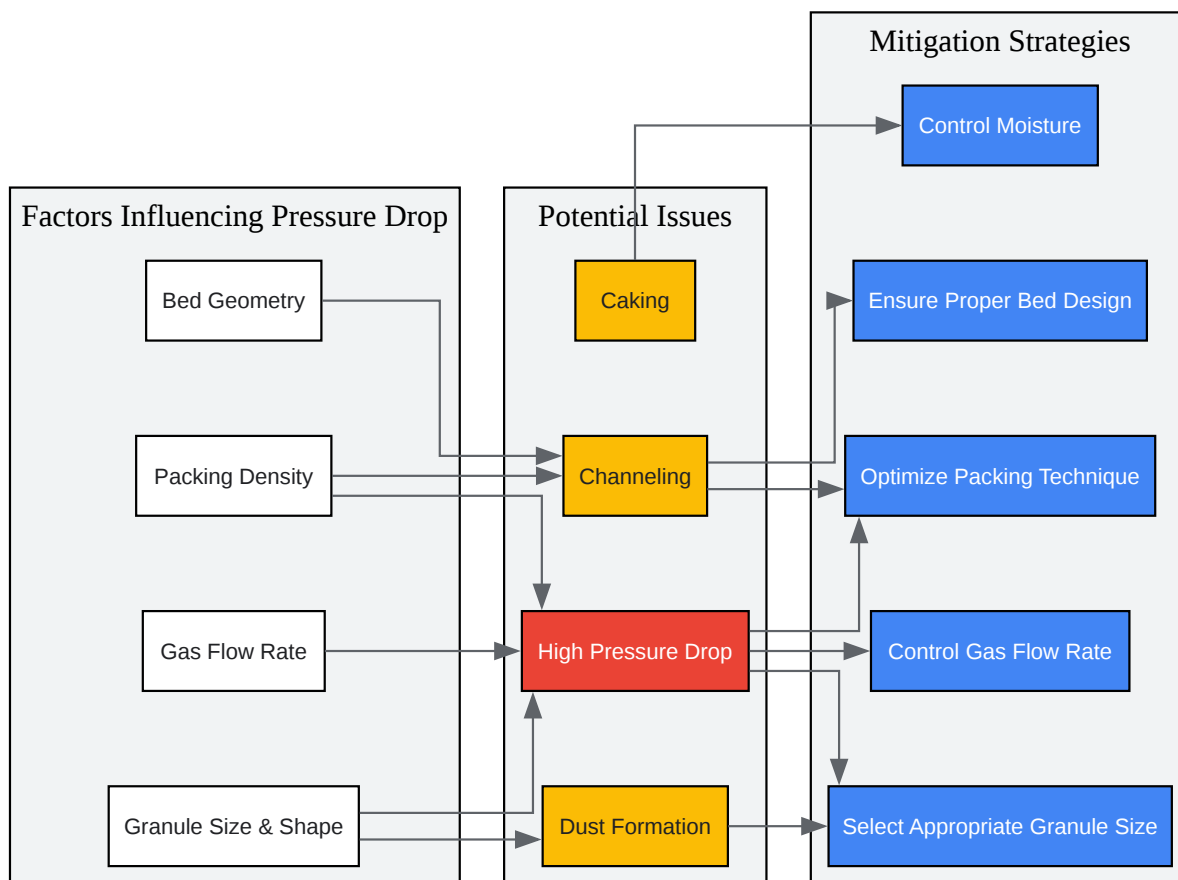 Mitigation Strategies
Control Moisture
Factors Influencing Pressure Drop
Potential Issues
Bed Geometry
Caking
Ensure Proper Bed Design
Packing Density
Channeling
Optimize Packing Technique
Gas Flow Rate
High Pressure Drop
Control Gas Flow Rate
Granule Size & Shape
Dust Formation
Select Appropriate Granule Size